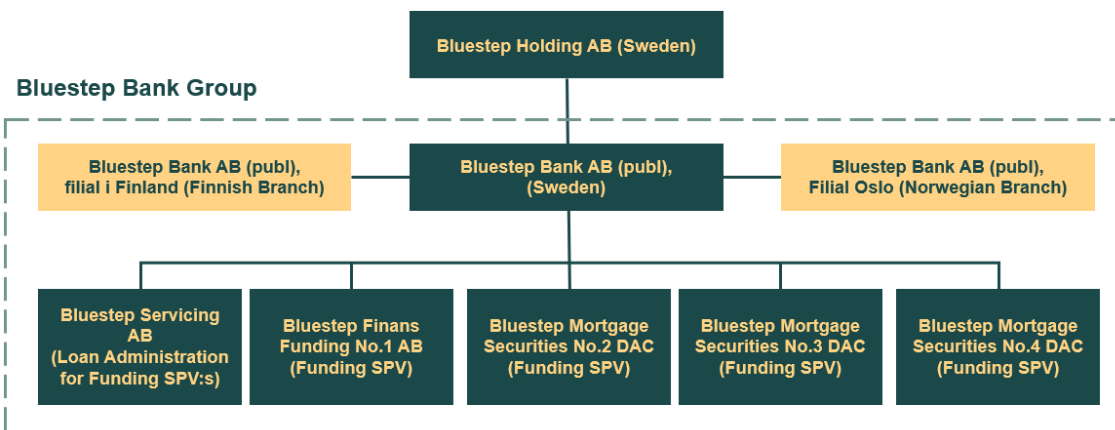 Bluestep Holding AB (Sweden)
Bluestep Bank Group
Bluestep Bank AB (publ),
filial i Finland (Finnish Branch)
Bluestep Bank AB (publ),
(Sweden)
Bluestep Bank AB (publ),
Filial Oslo (Norwegian Branch)
Bluestep Servicing
AB
(Loan Administration
for Funding SPV:s)
Bluestep Finans
Funding No.1 AB
(Funding SPV)
Bluestep Mortgage
Securities No.2 DAC
(Funding SPV)
Bluestep Mortgage
Securities No.3 DAC
(Funding SPV)
Bluestep Mortgage
Securities No.4 DAC
(Funding SPV)